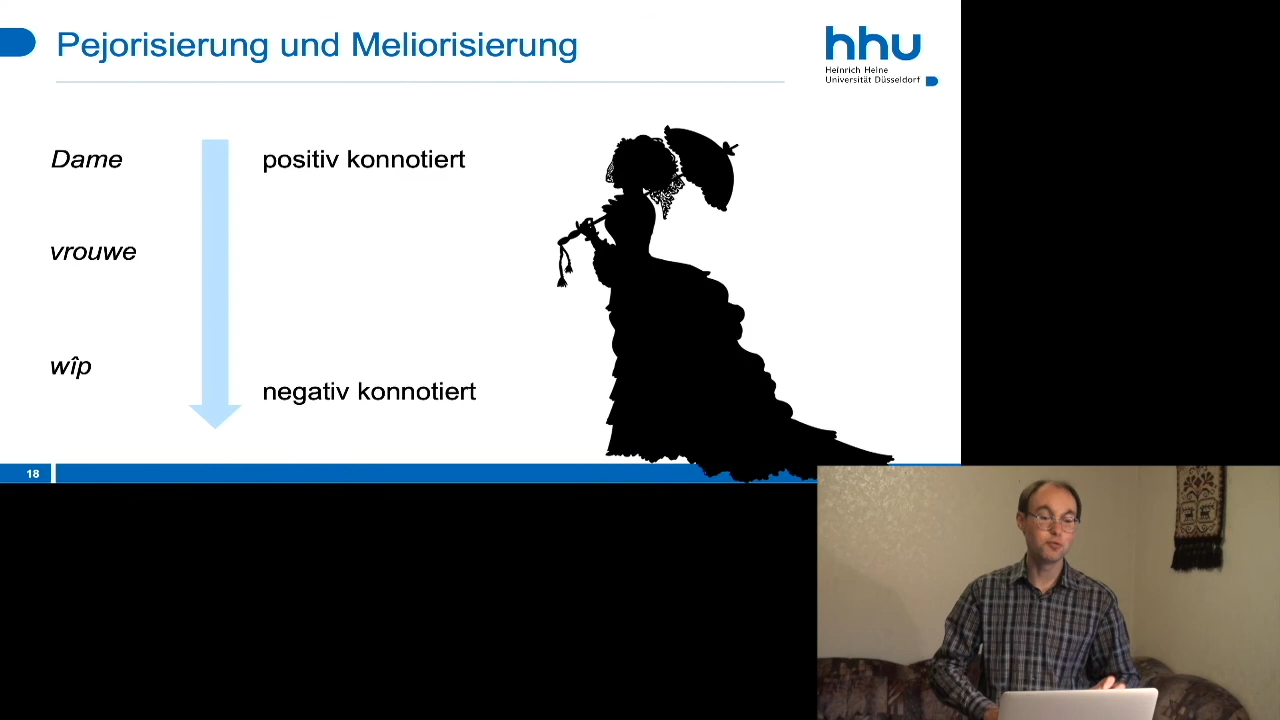 Pejorisierung und Meliorisierung
hhu
Heinrich Heine
Universität Düsseldorf
Dame
positiv konnotiert
vrouwe
wîp
negativ konnotiert
18